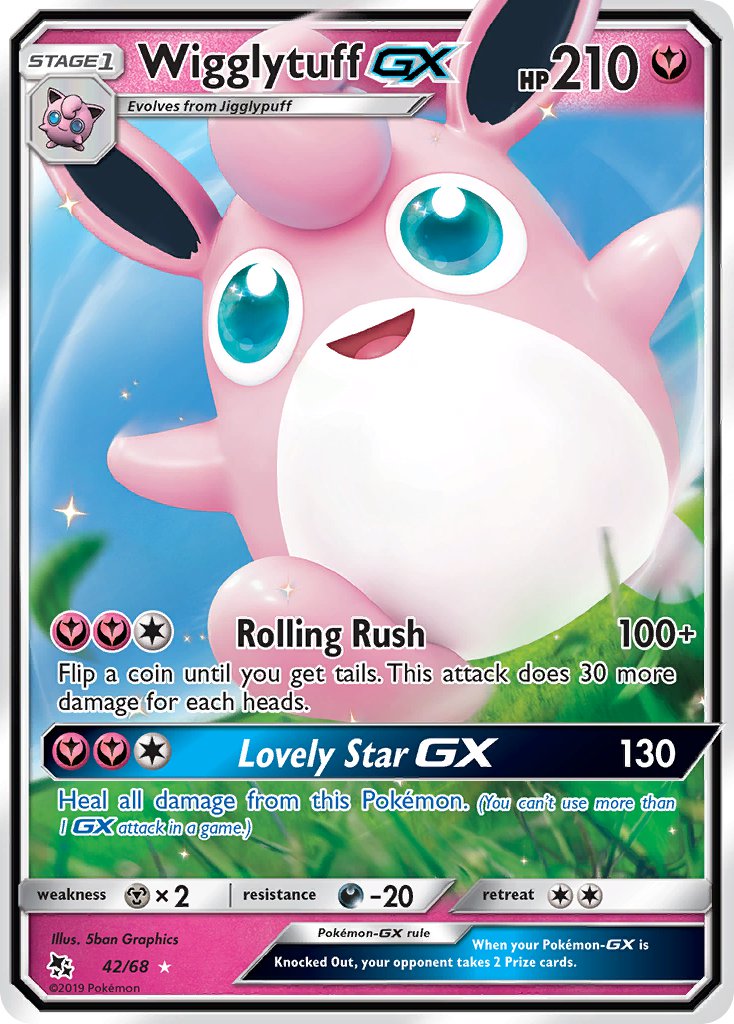 STAGE1 Wigglytuff GX HP210
Evolves from Jigglypuff
Rolling Rush 100+
Flip a coin until you get tails. This attack does 30 more
damage for each heads.
Lovely Star GX 130
Heal all damage from this Pokémon. (You can't use more than
1 GX attack in a game.)
weakness ×2 resistance -20 retreat
Illus. 5ban Graphics
42/68
©2019 Pokémon
Pokémon-GX rule
When your Pokémon-GX is
Knocked Out, your opponent takes 2 Prize cards.